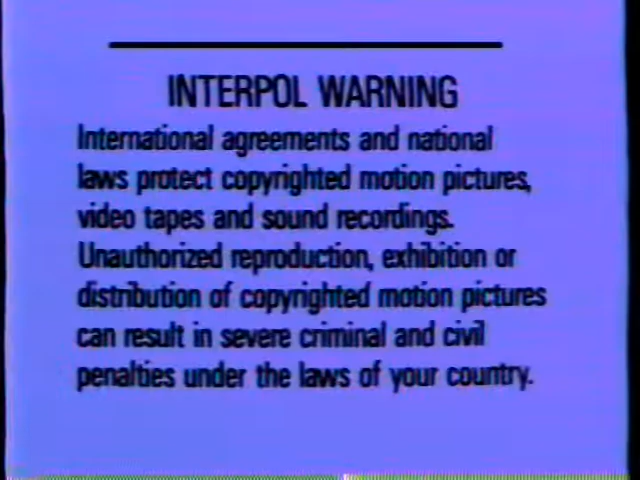 INTERPOL WARNING
International agreements and national
laws protect copyrighted motion pictures,
video tapes and sound recordings.
Unauthorized reproduction, exhibition or
distribution of copyrighted motion pictures
can result in severe criminal and civil
penalties under the laws of your country.